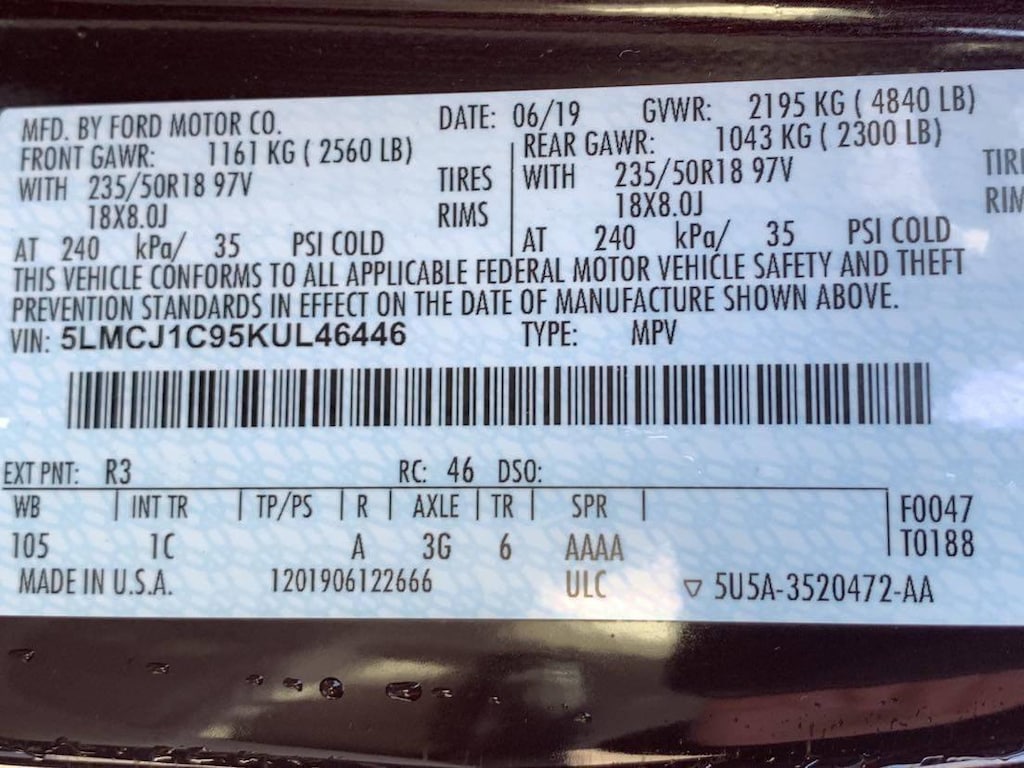 MFD. BY FORD MOTOR CO. DATE: 06/19 GVWR: 2195 KG ( 4840 LB)
FRONT GAWR: 1161 KG ( 2560 LB) REAR GAWR: 1043 KG ( 2300 LB)
WITH 235/50R18 97V TIRES WITH 235/50R18 97V
18X8.0J RIMS 18X8.0J
AT 240 kPa/ 35 PSI COLD AT 240 kPa/ 35 PSI COLD
THIS VEHICLE CONFORMS TO ALL APPLICABLE FEDERAL MOTOR VEHICLE SAFETY AND THEFT
PREVENTION STANDARDS IN EFFECT ON THE DATE OF MANUFACTURE SHOWN ABOVE.
VIN: 5LMCJ1C95KUL46446 TYPE: MPV
EXT PNT: R3 RC: 46 DSO:
WB INT TR TP/PS R AXLE TR SPR F0047
105 1C A 3G 6 AAAA T0188
MADE IN U.S.A. 1201906122666 ULC ▽ 5U5A-3520472-AA